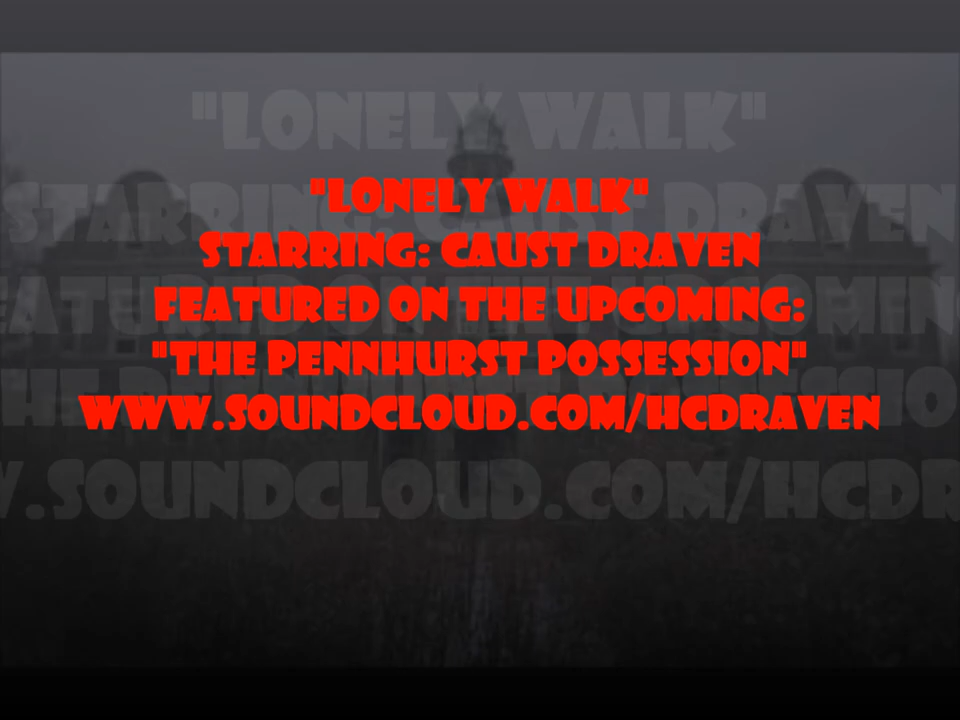 "LONELY WALK"
STARRING: CAUST DRAVEN
FEATURED ON THE UPCOMING:
"THE PENNHURST POSSESSION"
WWW.SOUNDCLOUD.COM/HCDRAVEN